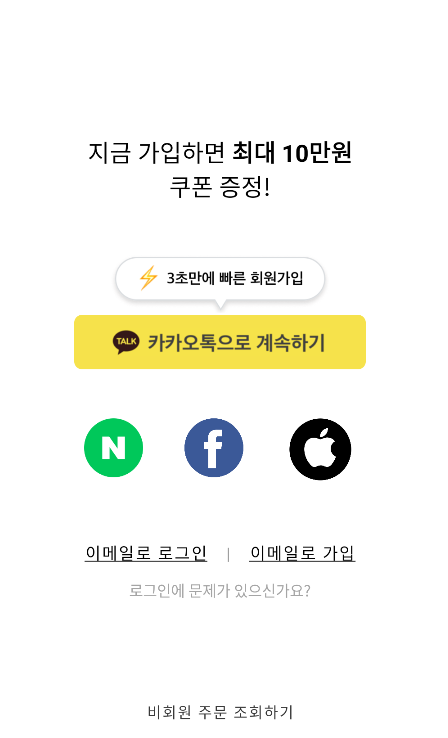 지금 가입하면 최대 10만원
쿠폰 증정!
⚡ 3초만에 빠른 회원가입
TALK 카카오톡으로 계속하기
N f
이메일로 로그인 | 이메일로 가입
로그인에 문제가 있으신가요?
비회원 주문 조회하기